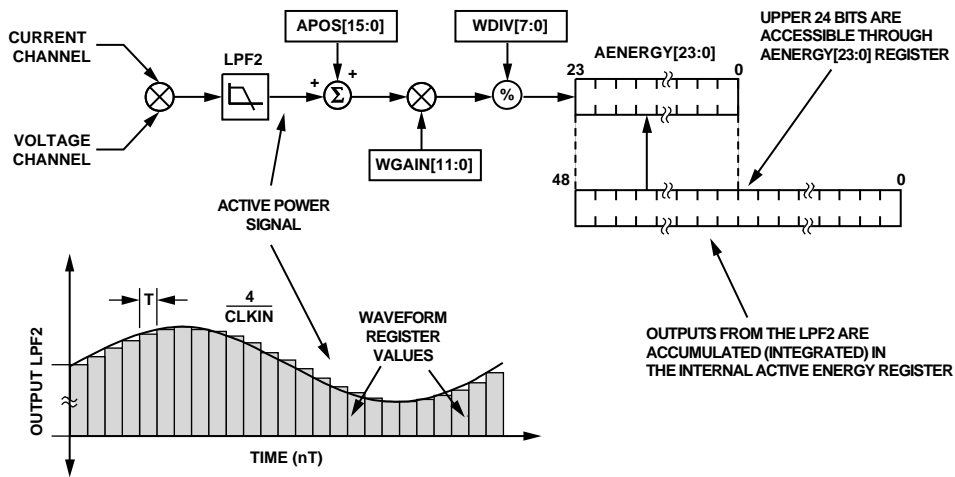 CURRENT
CHANNEL
VOLTAGE
CHANNEL
LPF2
APOS[15:0]
+
+
Σ
WGAIN[11:0]
WDIV[7:0]
%
AENERGY[23:0]
23
0
48
0
UPPER 24 BITS ARE
ACCESSIBLE THROUGH
AENERGY[23:0] REGISTER
ACTIVE POWER
SIGNAL
T
4
CLKIN
WAVEFORM
REGISTER
VALUES
OUTPUTS FROM THE LPF2 ARE
ACCUMULATED (INTEGRATED) IN
THE INTERNAL ACTIVE ENERGY REGISTER
OUTPUT LPF2
TIME (nT)